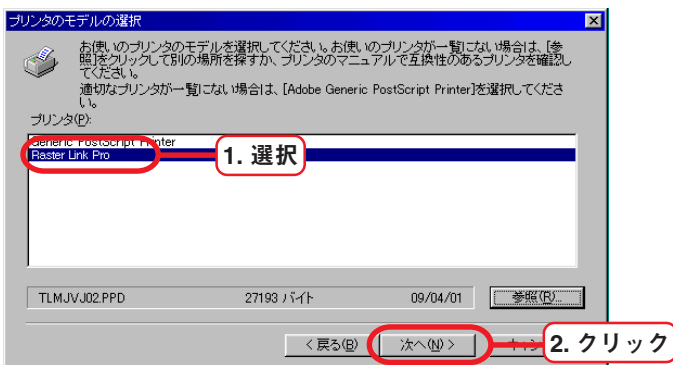 プリンタのモデルの選択
お使いのプリンタのモデルを選択してください。お使いのプリンタが一覧にない場合は、[参
照]をクリックして別の場所を探すか、プリンタのマニュアルで互換性のあるプリンタを確認し
てください。
適切なプリンタが一覧にない場合は、[Adobe Generic PostScript Printer]を選択してくださ
い。
プリンタ(P):
Generic PostScript Printer
Raster Link Pro
1. 選択
TLMJVJ02.PPD 27193 バイト 09/04/01 参照(R)...
< 戻る(B) 次へ(N) >
2. クリック